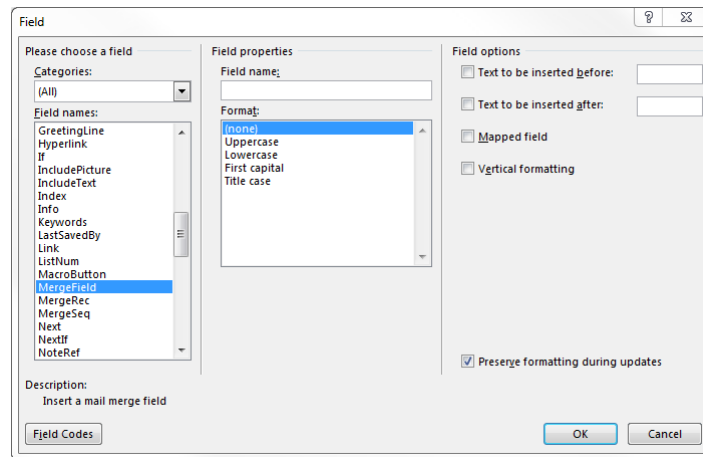 Field
Please choose a field
Categories:
(All)
Field names:
GreetingLine
Hyperlink
If
IncludePicture
IncludeText
Index
Info
Keywords
LastSavedBy
Link
ListNum
MacroButton
MergeField
MergeRec
MergeSeq
Next
NextIf
NoteRef
Description:
Insert a mail merge field
Field Codes
Field properties
Field name:
Format:
(none)
Uppercase
Lowercase
First capital
Title case
Field options
Text to be inserted before:
Text to be inserted after:
Mapped field
Vertical formatting
Preserve formatting during updates
OK
Cancel